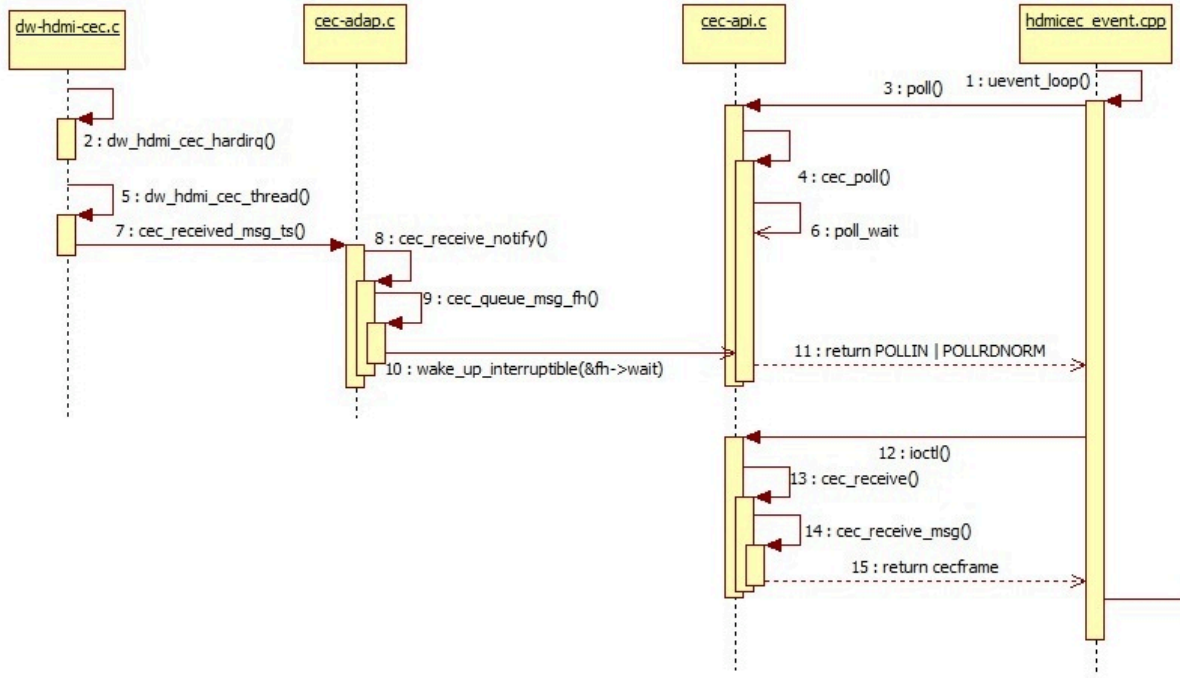 dw-hdmi-cec.c
cec-adap.c
cec-api.c
hdmicec_event.cpp
1 : uevent_loop()
3 : poll()
2 : dw_hdmi_cec_hardirq()
4 : cec_poll()
5 : dw_hdmi_cec_thread()
6 : poll_wait
7 : cec_received_msg_ts()
8 : cec_receive_notify()
9 : cec_queue_msg_fh()
10 : wake_up_interruptible(&fh->wait)
11 : return POLLIN | POLLRDNORM
12 : ioctl()
13 : cec_receive()
14 : cec_receive_msg()
15 : return cecframe